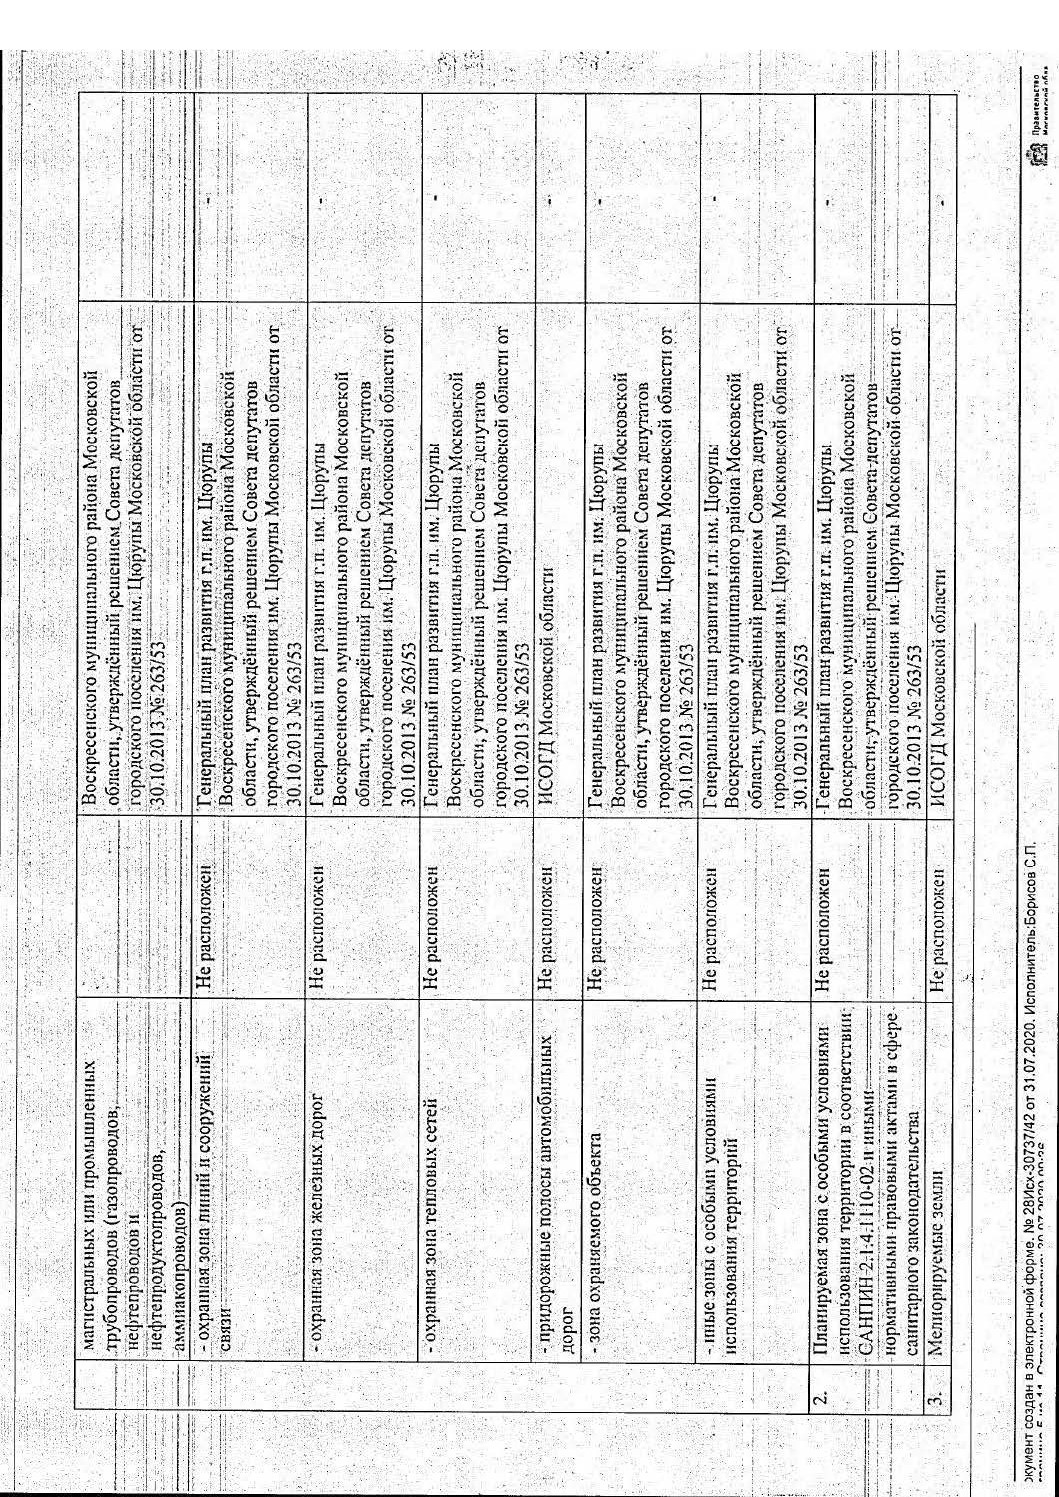 магистральных или промышленных
трубопроводов (газопроводов,
нефтепроводов и
нефтепродуктопроводов,
аммиакопроводов)
Воскресенского муниципального района Московской
области, утверждённый решением Совета депутатов
городского поселения им. Цюрупы Московской области от
30.10.2013 № 263/53
- охранная зона линий и сооружений
связи
Не расположен
Генеральный план развития г.п. им. Цюрупы
Воскресенского муниципального района Московской
области, утверждённый решением Совета депутатов
городского поселения им. Цюрупы Московской области от
30.10.2013 № 263/53
-
- охранная зона железных дорог
Не расположен
Генеральный план развития г.п. им. Цюрупы
Воскресенского муниципального района Московской
области, утверждённый решением Совета депутатов
городского поселения им. Цюрупы Московской области от
30.10.2013 № 263/53
-
- охранная зона тепловых сетей
Не расположен
Генеральный план развития г.п. им. Цюрупы
Воскресенского муниципального района Московской
области, утверждённый решением Совета депутатов
городского поселения им. Цюрупы Московской области от
30.10.2013 № 263/53
-
- придорожные полосы автомобильных
дорог
Не расположен
ИСОГД Московской области
-
- зона охраняемого объекта
Не расположен
Генеральный план развития г.п. им. Цюрупы
Воскресенского муниципального района Московской
области, утверждённый решением Совета депутатов
городского поселения им. Цюрупы Московской области от
30.10.2013 № 263/53
-
- иные зоны с особыми условиями
использования территорий
Не расположен
Генеральный план развития г.п. им. Цюрупы
Воскресенского муниципального района Московской
области, утверждённый решением Совета депутатов
городского поселения им. Цюрупы Московской области от
30.10.2013 № 263/53
-
2.
Планируемая зона с особыми условиями
использования территории в соответствии
САНПИН 2.1.4.1110-02 и иными
нормативными правовыми актами в сфере
санитарного законодательства
Не расположен
Генеральный план развития г.п. им. Цюрупы
Воскресенского муниципального района Московской
области, утверждённый решением Совета депутатов
городского поселения им. Цюрупы Московской области от
30.10.2013 № 263/53
-
3.
Мелиорируемые земли
Не расположен
ИСОГД Московской области
-
окумент создан в электронной форме. № 28Исх-30737/42 от 31.07.2020. Исполнитель:Борисов С.П.
Правительство